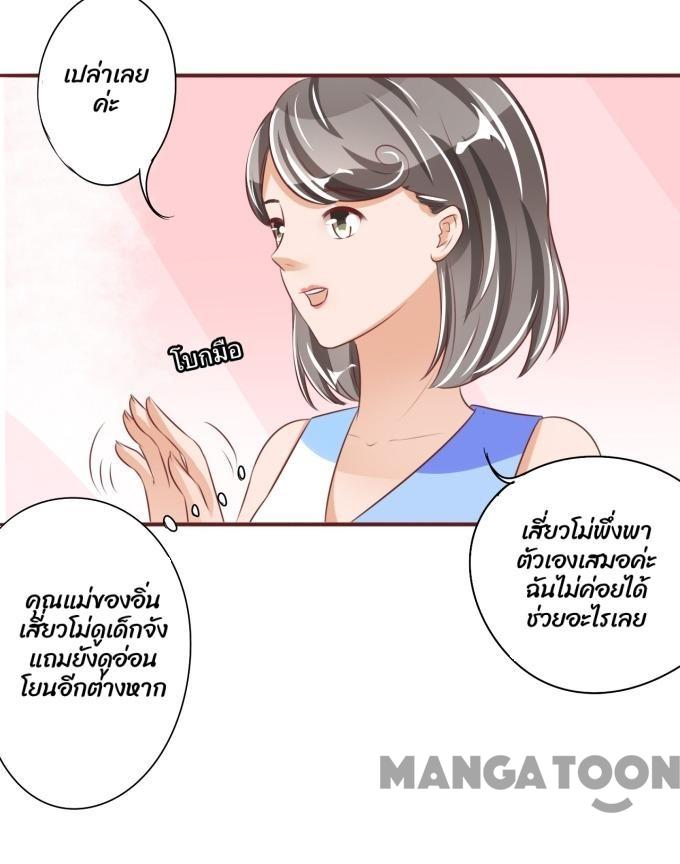 เปล่าเลย
ค่ะ
โบกมือ
เสี่ยวโม่พึ่งพา
ตัวเองเสมอค่ะ
ฉันไม่ค่อยได้
ช่วยอะไรเลย
คุณแม่ของอิ่น
เสี่ยวโม่ดูเด็กจัง
แถมยังดูอ่อน
โยนอีกต่างหาก
MANGATOON